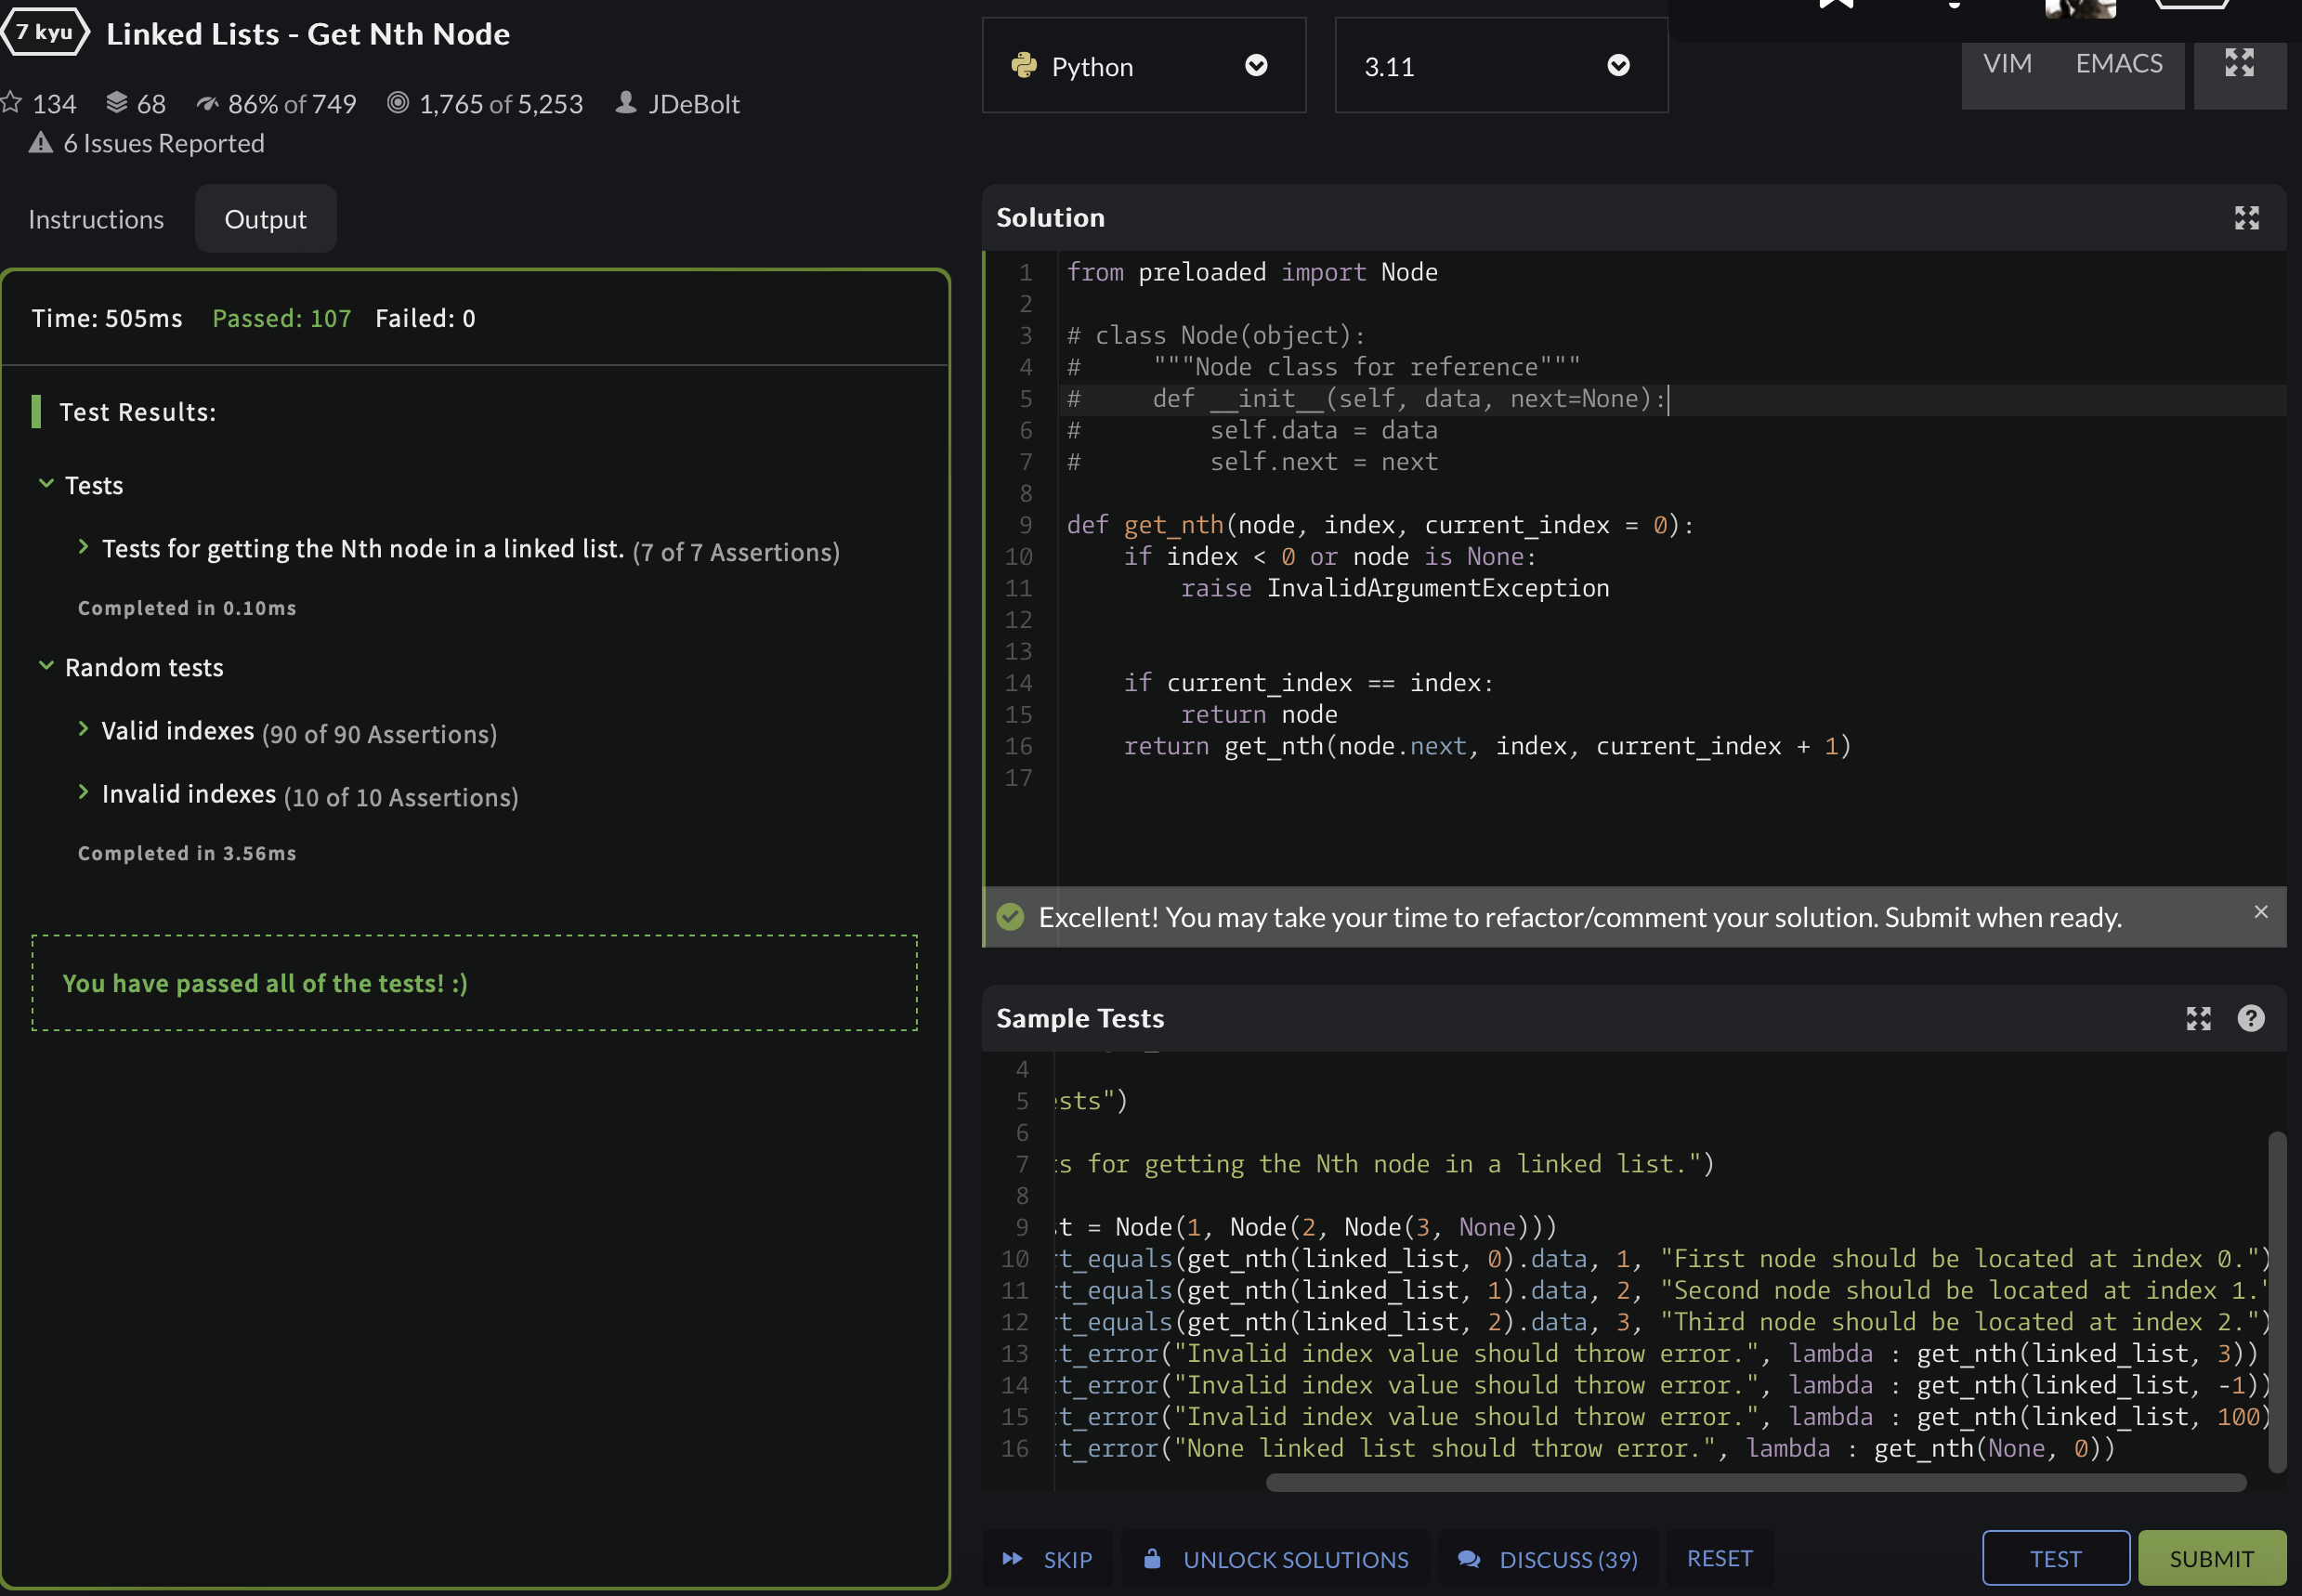 7 kyu Linked Lists - Get Nth Node
134 68 86% of 749 1,765 of 5,253 JDeBolt
6 Issues Reported
Instructions Output
Time: 505ms Passed: 107 Failed: 0
Test Results:
Tests
Tests for getting the Nth node in a linked list. (7 of 7 Assertions)
Completed in 0.10ms
Random tests
Valid indexes (90 of 90 Assertions)
Invalid indexes (10 of 10 Assertions)
Completed in 3.56ms
You have passed all of the tests! :)
Python 3.11 VIM EMACS
Solution
1 from preloaded import Node
2
3 # class Node(object):
4 #     """Node class for reference"""
5 #     def __init__(self, data, next=None):
6 #         self.data = data
7 #         self.next = next
8
9 def get_nth(node, index, current_index = 0):
10     if index < 0 or node is None:
11         raise InvalidArgumentException
12
13
14     if current_index == index:
15         return node
16     return get_nth(node.next, index, current_index + 1)
17
Excellent! You may take your time to refactor/comment your solution. Submit when ready.
Sample Tests
4
5 sts")
6
7 s for getting the Nth node in a linked list.")
8
9 t = Node(1, Node(2, Node(3, None)))
10 t_equals(get_nth(linked_list, 0).data, 1, "First node should be located at index 0.")
11 t_equals(get_nth(linked_list, 1).data, 2, "Second node should be located at index 1.
12 t_equals(get_nth(linked_list, 2).data, 3, "Third node should be located at index 2.")
13 t_error("Invalid index value should throw error.", lambda : get_nth(linked_list, 3))
14 t_error("Invalid index value should throw error.", lambda : get_nth(linked_list, -1))
15 t_error("Invalid index value should throw error.", lambda : get_nth(linked_list, 100)
16 t_error("None linked list should throw error.", lambda : get_nth(None, 0))
SKIP UNLOCK SOLUTIONS DISCUSS (39) RESET TEST SUBMIT